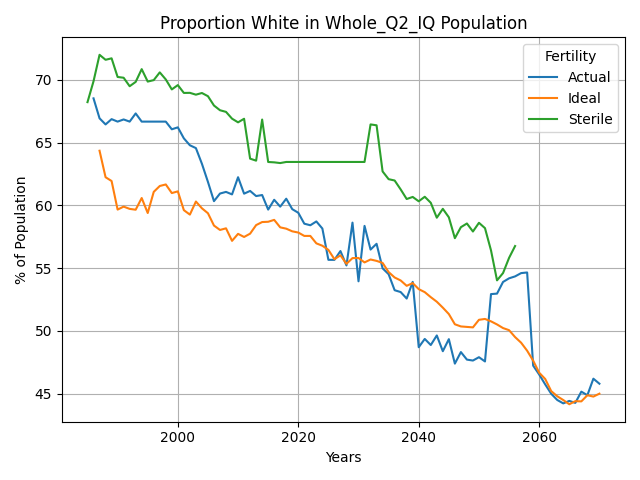 Proportion White in Whole_Q2_IQ Population
Fertility
Actual
Ideal
Sterile
% of Population
70
65
60
55
50
45
2000
2020
2040
2060
Years